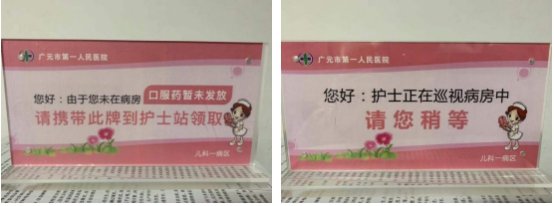 广元市第一人民医院
您好：由于您未在病房 口服药暂未发放
请携带此牌到护士站领取
儿科一病区
广元市第一人民医院
您好：护士正在巡视病房中
请您稍等
儿科一病区